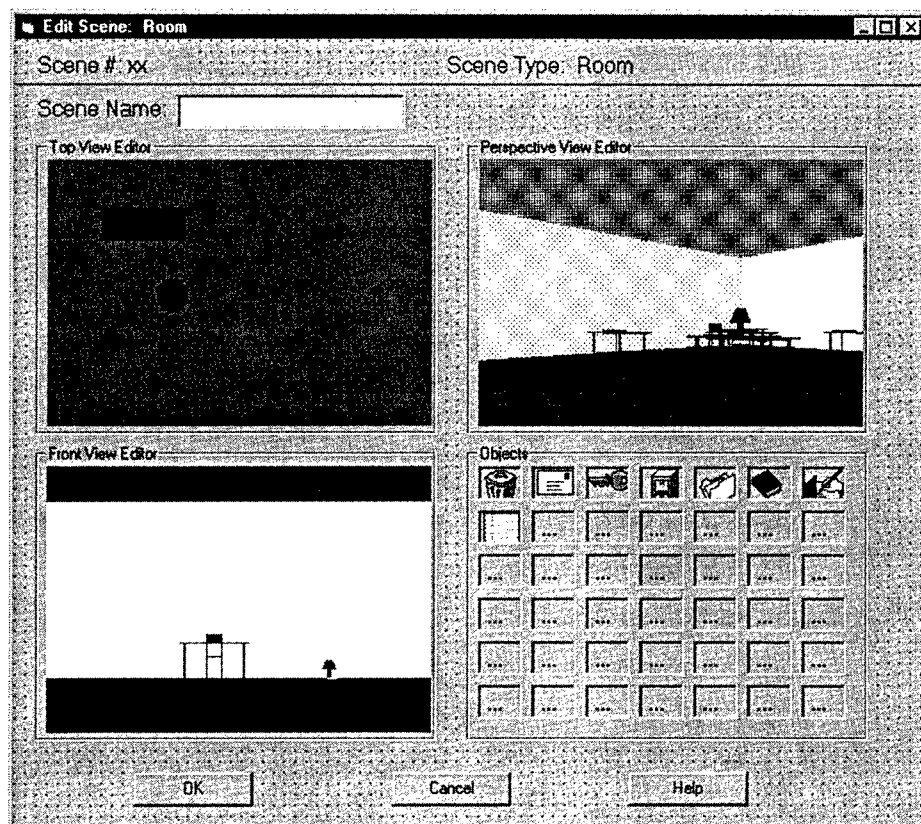 Edit Scene: Room
Scene #: xx
Scene Type: Room
Scene Name:
Top View Editor
Perspective View Editor
Front View Editor
Objects
... ... ... ... ... ...
... ... ... ... ... ... ...
... ... ... ... ... ... ...
... ... ... ... ... ... ...
... ... ... ... ... ... ...
OK
Cancel
Help